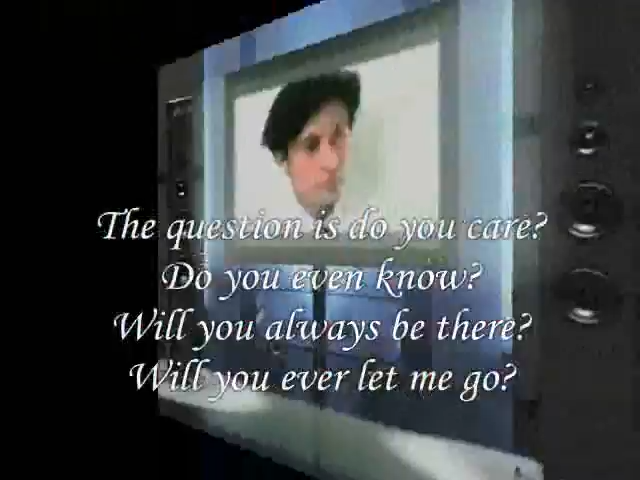 The question is do you care?
Do you even know?
Will you always be there?
Will you ever let me go?